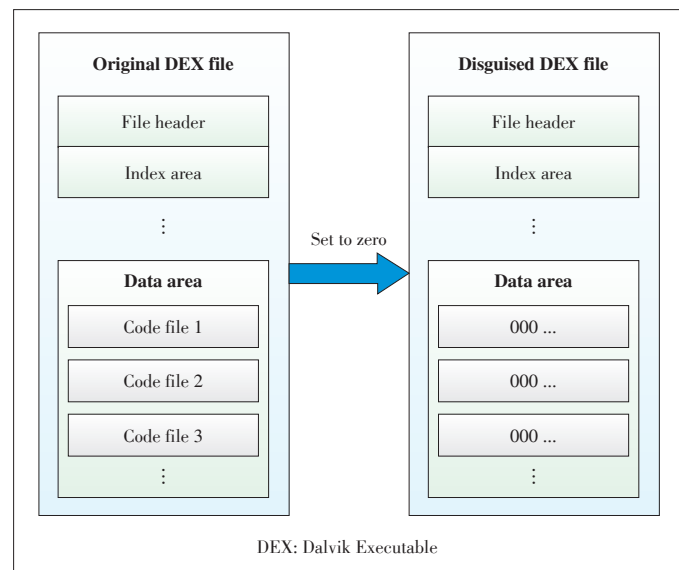 Original DEX file
File header
Index area
⋮
Data area
Code file 1
Code file 2
Code file 3
⋮
Set to zero
Disguised DEX file
File header
Index area
⋮
Data area
000 ...
000 ...
000 ...
⋮
DEX: Dalvik Executable